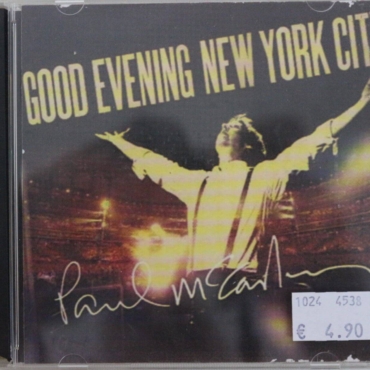 GOOD EVENING NEW YORK CIT
Paul McCartney
1024 4538
€ 4.90